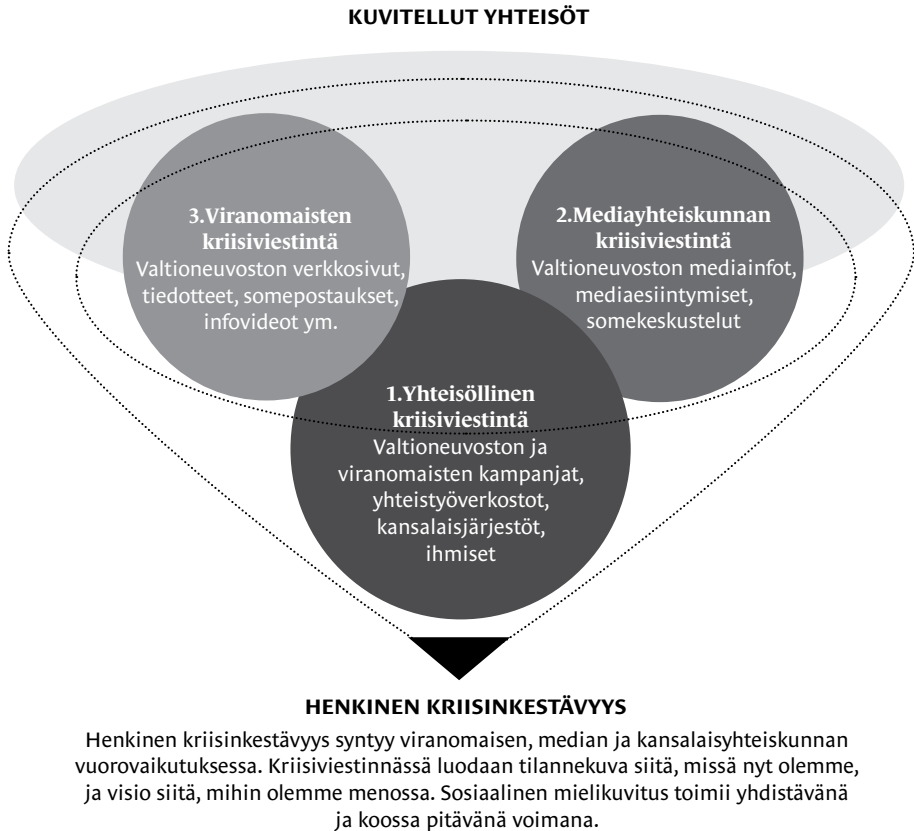 KUVITELLUT YHTEISÖT
3.Viranomaisten
kriisiviestintä
Valtioneuvoston verkkosivut,
tiedotteet, somepostaukset,
infovideot ym.
2.Mediayhteiskunnan
kriisiviestintä
Valtioneuvoston mediainfot,
mediaesiintymiset,
somekeskustelut
1.Yhteisöllinen
kriisiviestintä
Valtioneuvoston ja
viranomaisten kampanjat,
yhteistyöverkostot,
kansalaisjärjestöt,
ihmiset
HENKINEN KRIISINKESTÄVYYS
Henkinen kriisinkestävyys syntyy viranomaisen, median ja kansalaisyhteiskunnan
vuorovaikutuksessa. Kriisiviestinnässä luodaan tilannekuva siitä, missä nyt olemme,
ja visio siitä, mihin olemme menossa. Sosiaalinen mielikuvitus toimii yhdistävänä
ja koossa pitävänä voimana.